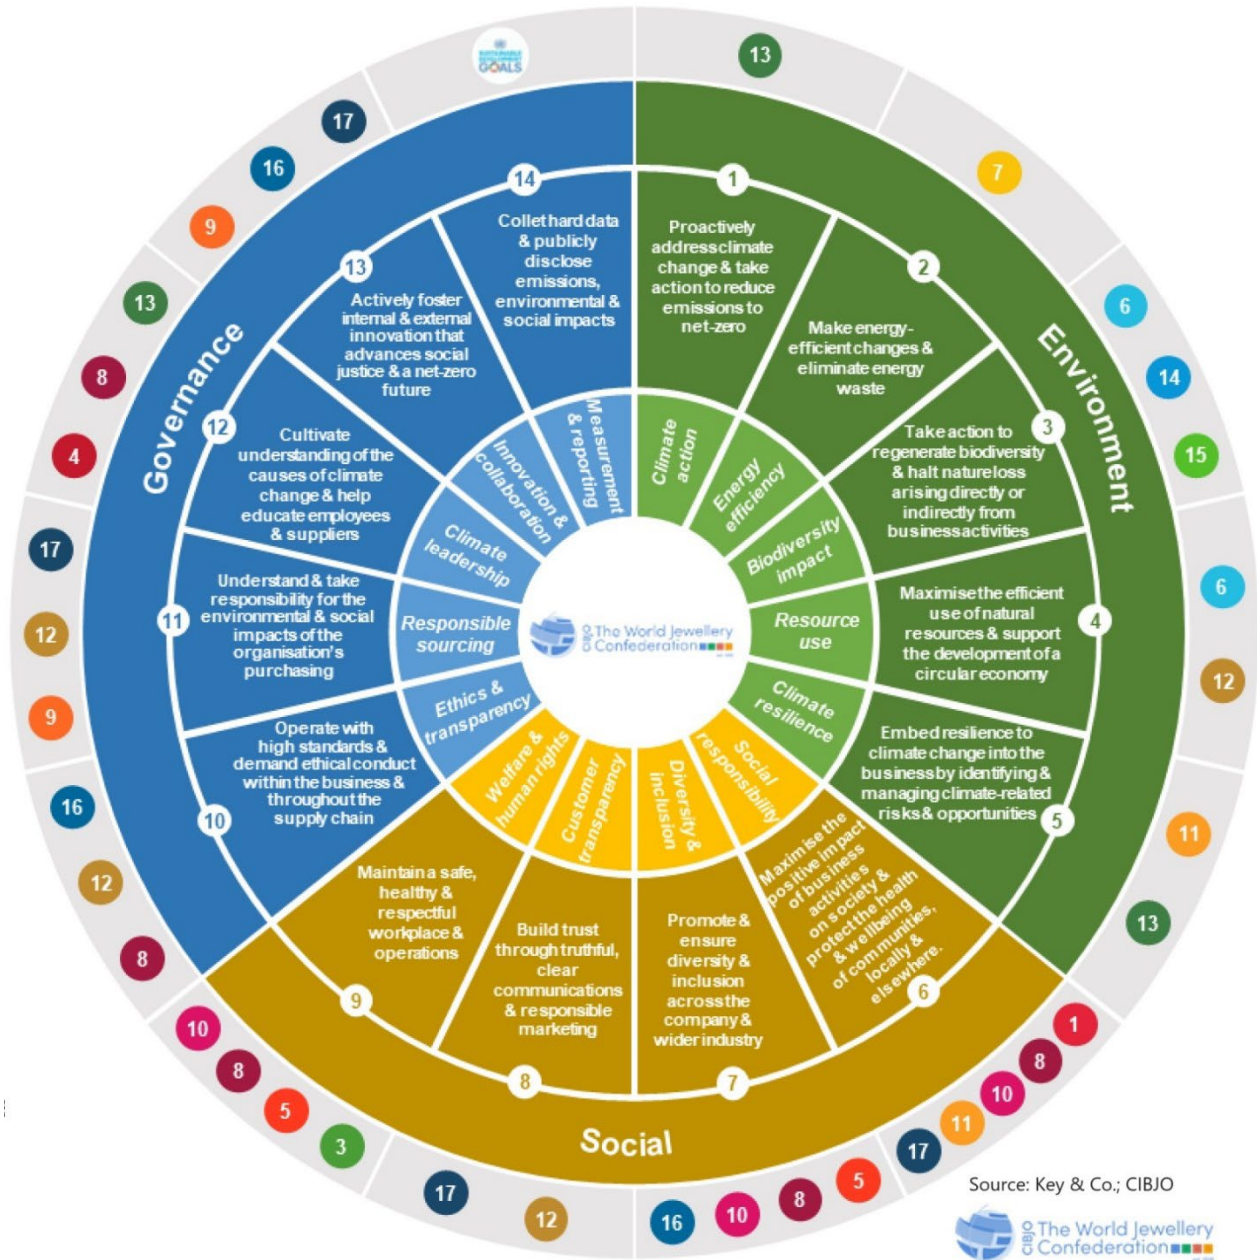 SUSTAINABLE
DEVELOPMENT
GOALS
13
7
6
14
15
6
12
11
13
1
8
10
11
17
5
8
10
16
12
17
3
5
8
10
8
12
16
9
12
17
4
8
13
9
16
17
Environment
Social
Governance
1
Proactively
address climate
change & take
action to reduce
emissions to
net-zero
Climate
action
2
Make energy-
efficient changes &
eliminate energy
waste
Energy
efficiency
3
Take action to
regenerate biodiversity
& halt nature loss
arising directly or
indirectly from
business activities
Biodiversity
impact
4
Maximise the efficient
use of natural
resources & support
the development of a
circular economy
Resource
use
5
Embed resilience to
climate change into the
business by identifying &
managing climate-related
risks & opportunities
Climate
resilience
6
Maximise the
positive impact
of business
activities
on society &
protect the health
& wellbeing
of communities,
locally &
elsewhere.
Social
responsibility
7
Promote &
ensure
diversity &
inclusion
across the
company &
wider industry
Diversity &
inclusion
8
Build trust
through truthful,
clear
communications
& responsible
marketing
Customer
transparency
9
Maintain a safe,
healthy &
respectful
workplace &
operations
Welfare &
human rights
10
Operate with
high standards &
demand ethical conduct
within the business &
throughout the
supply chain
Ethics &
transparency
11
Understand & take
responsibility for the
environmental & social
impacts of the
organisation's
purchasing
Responsible
sourcing
12
Cultivate
understanding of the
causes of climate
change & help
educate employees
& suppliers
Climate
leadership
13
Actively foster
internal & external
innovation that
advances social
justice & a net-zero
future
Innovation &
collaboration
14
Collet hard data
& publicly
disclose
emissions,
environmental &
social impacts
Measurement
& reporting
CIBJO
The World Jewellery
Confederation
Source: Key & Co.; CIBJO
CIBJO
The World Jewellery
Confederation